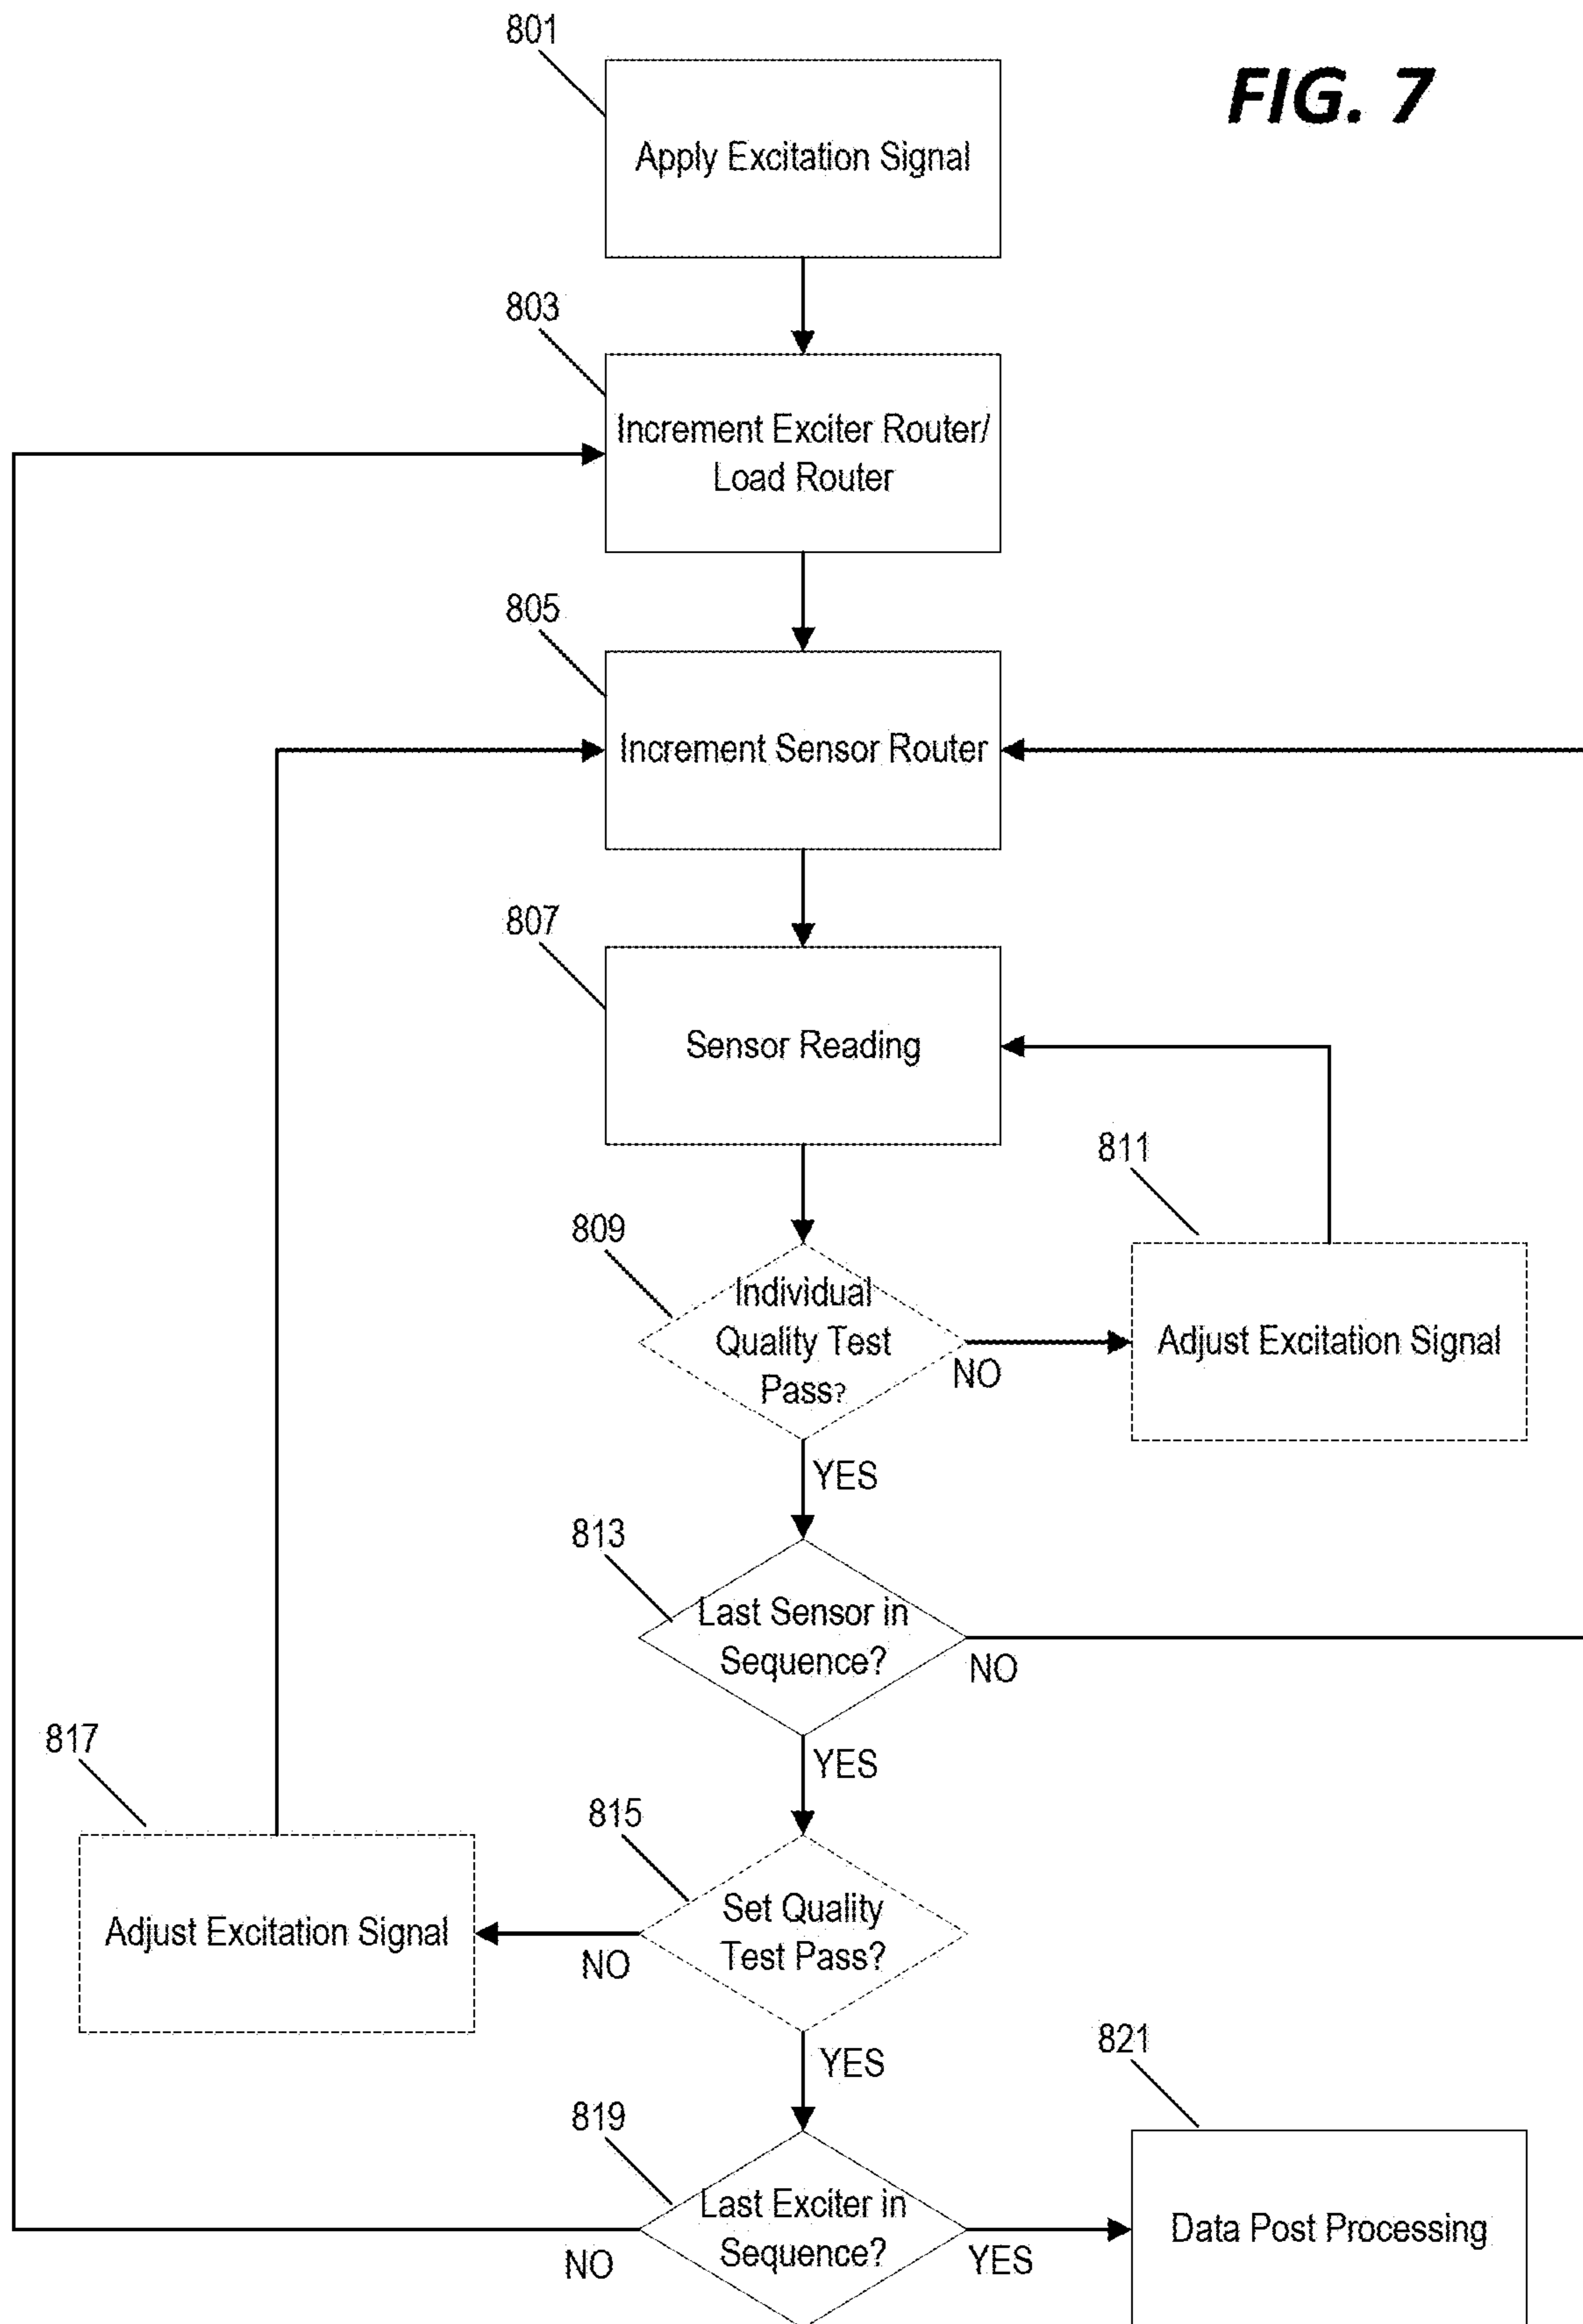 801
FIG. 7
Apply Excitation Signal
803
Increment Exciter Router/
Load Router
805
Increment Sensor Router
807
Sensor Reading
811
809
Individual
Quality Test
Pass?
NO
Adjust Excitation Signal
YES
813
Last Sensor in
Sequence?
NO
817
YES
815
Set Quality
Test Pass?
Adjust Excitation Signal
NO
YES
821
819
Last Exciter in
Sequence?
NO
YES
Data Post Processing